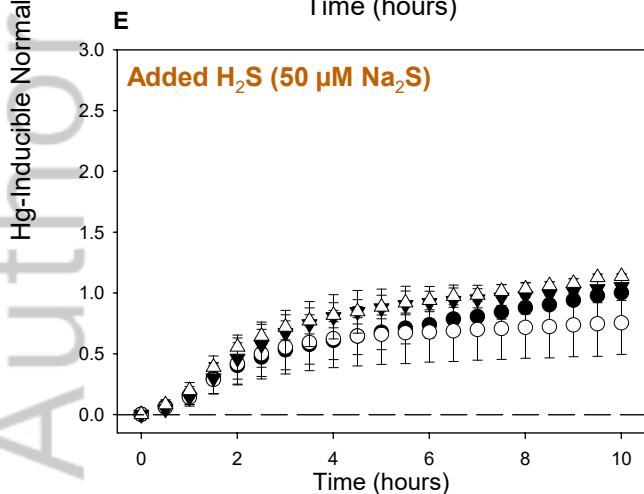 Time (hours)
E
Added H₂S (50 µM Na₂S)
Hg-Inducible Normal
Author
3.0
2.5
2.0
1.5
1.0
0.5
0.0
0 2 4 6 8 10
Time (hours)